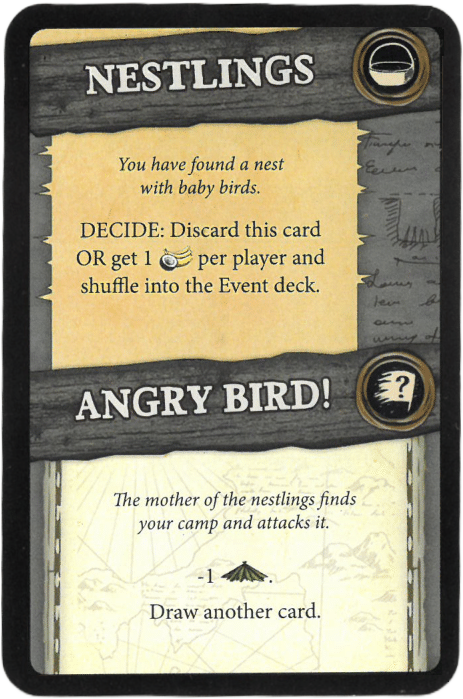 NESTLINGS
You have found a nest
with baby birds.
DECIDE: Discard this card
OR get 1 per player and
shuffle into the Event deck.
ANGRY BIRD!
?
The mother of the nestlings finds
your camp and attacks it.
-1 .
Draw another card.